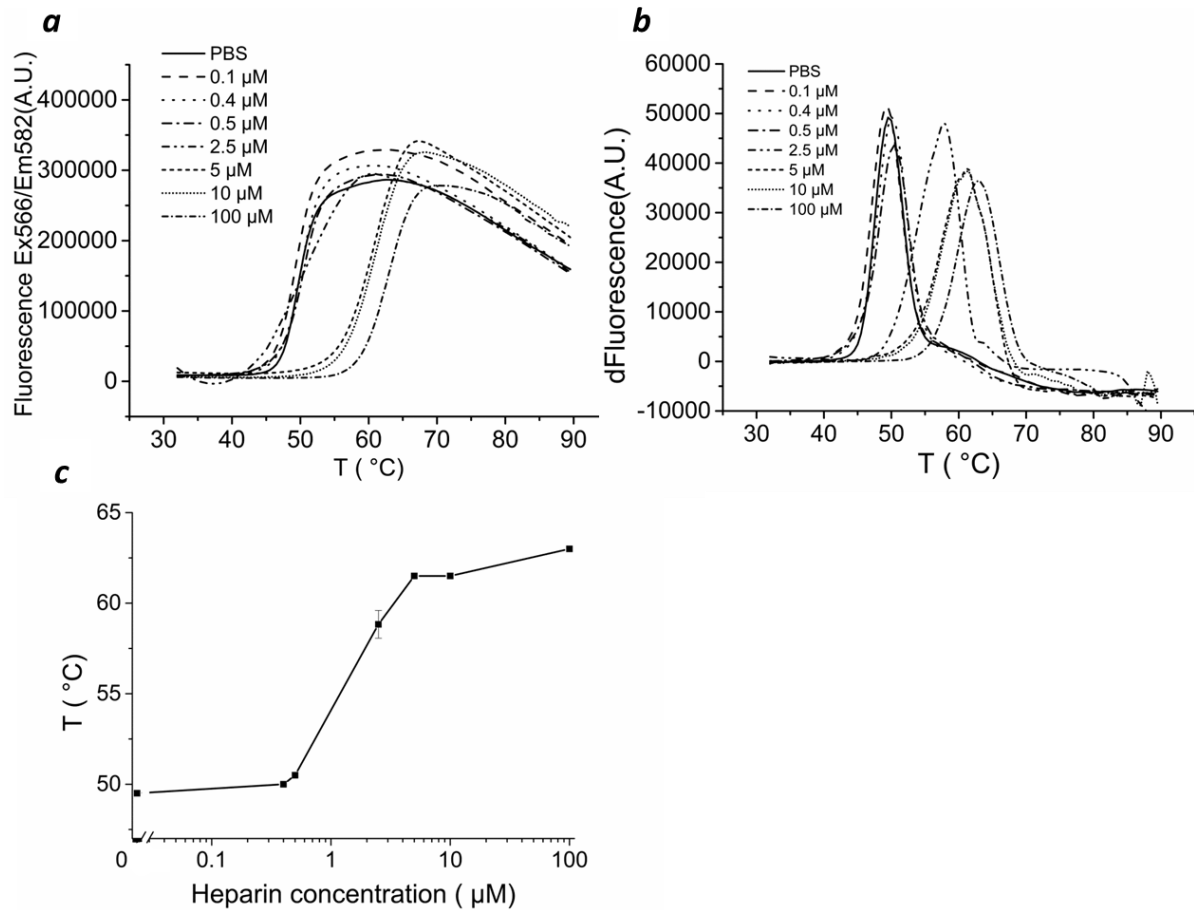 a
PBS
0.1 µM
0.4 µM
0.5 µM
2.5 µM
5 µM
10 µM
100 µM
Fluorescence Ex566/Em582(A.U.)
400000
300000
200000
100000
0
30 40 50 60 70 80 90
T ( °C)
b
PBS
0.1 µM
0.4 µM
0.5 µM
2.5 µM
5 µM
10 µM
100 µM
dFluorescence(A.U.)
60000
50000
40000
30000
20000
10000
0
-10000
30 40 50 60 70 80 90
T ( °C)
c
T ( °C)
65
60
55
50
0 0.1 1 10 100
Heparin concentration ( µM)